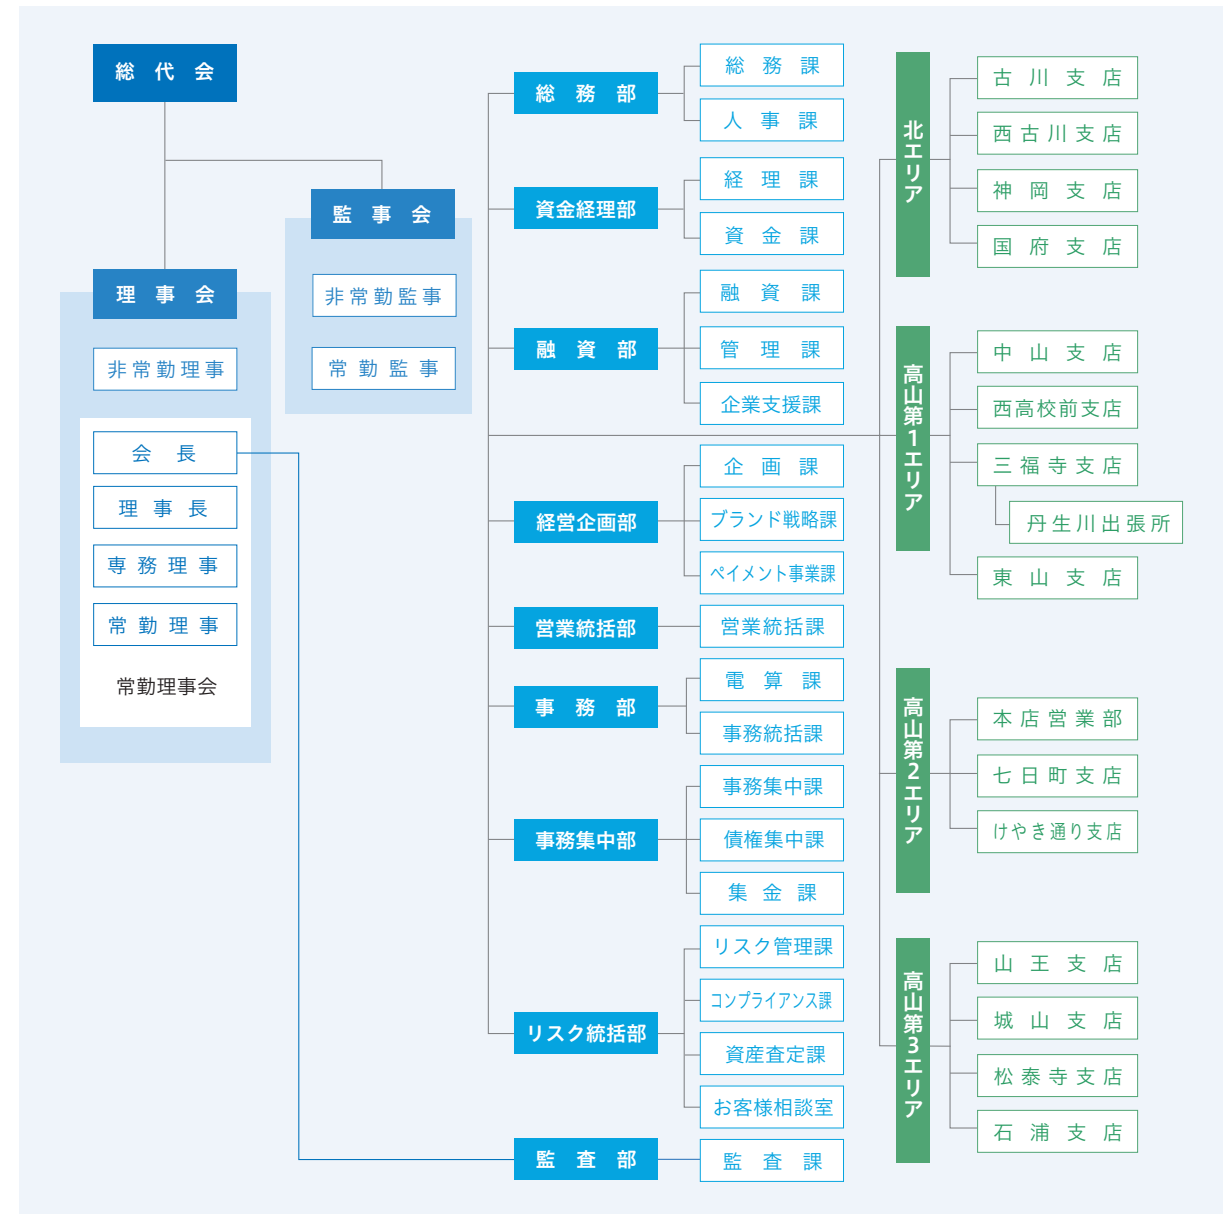 総代会
監事会
非常勤監事
常勤監事
理事会
非常勤理事
会長
理事長
専務理事
常勤理事
常勤理事会
総務部
総務課
人事課
資金経理部
経理課
資金課
融資部
融資課
管理課
企業支援課
経営企画部
企画課
ブランド戦略課
ペイメント事業課
営業統括部
営業統括課
事務部
電算課
事務統括課
事務集中部
事務集中課
債権集中課
集金課
リスク統括部
リスク管理課
コンプライアンス課
資産査定課
お客様相談室
監査部
監査課
北エリア
古川支店
西古川支店
神岡支店
国府支店
高山第1エリア
中山支店
西高校前支店
三福寺支店
丹生川出張所
東山支店
高山第2エリア
本店営業部
七日町支店
けやき通り支店
高山第3エリア
山王支店
城山支店
松泰寺支店
石浦支店